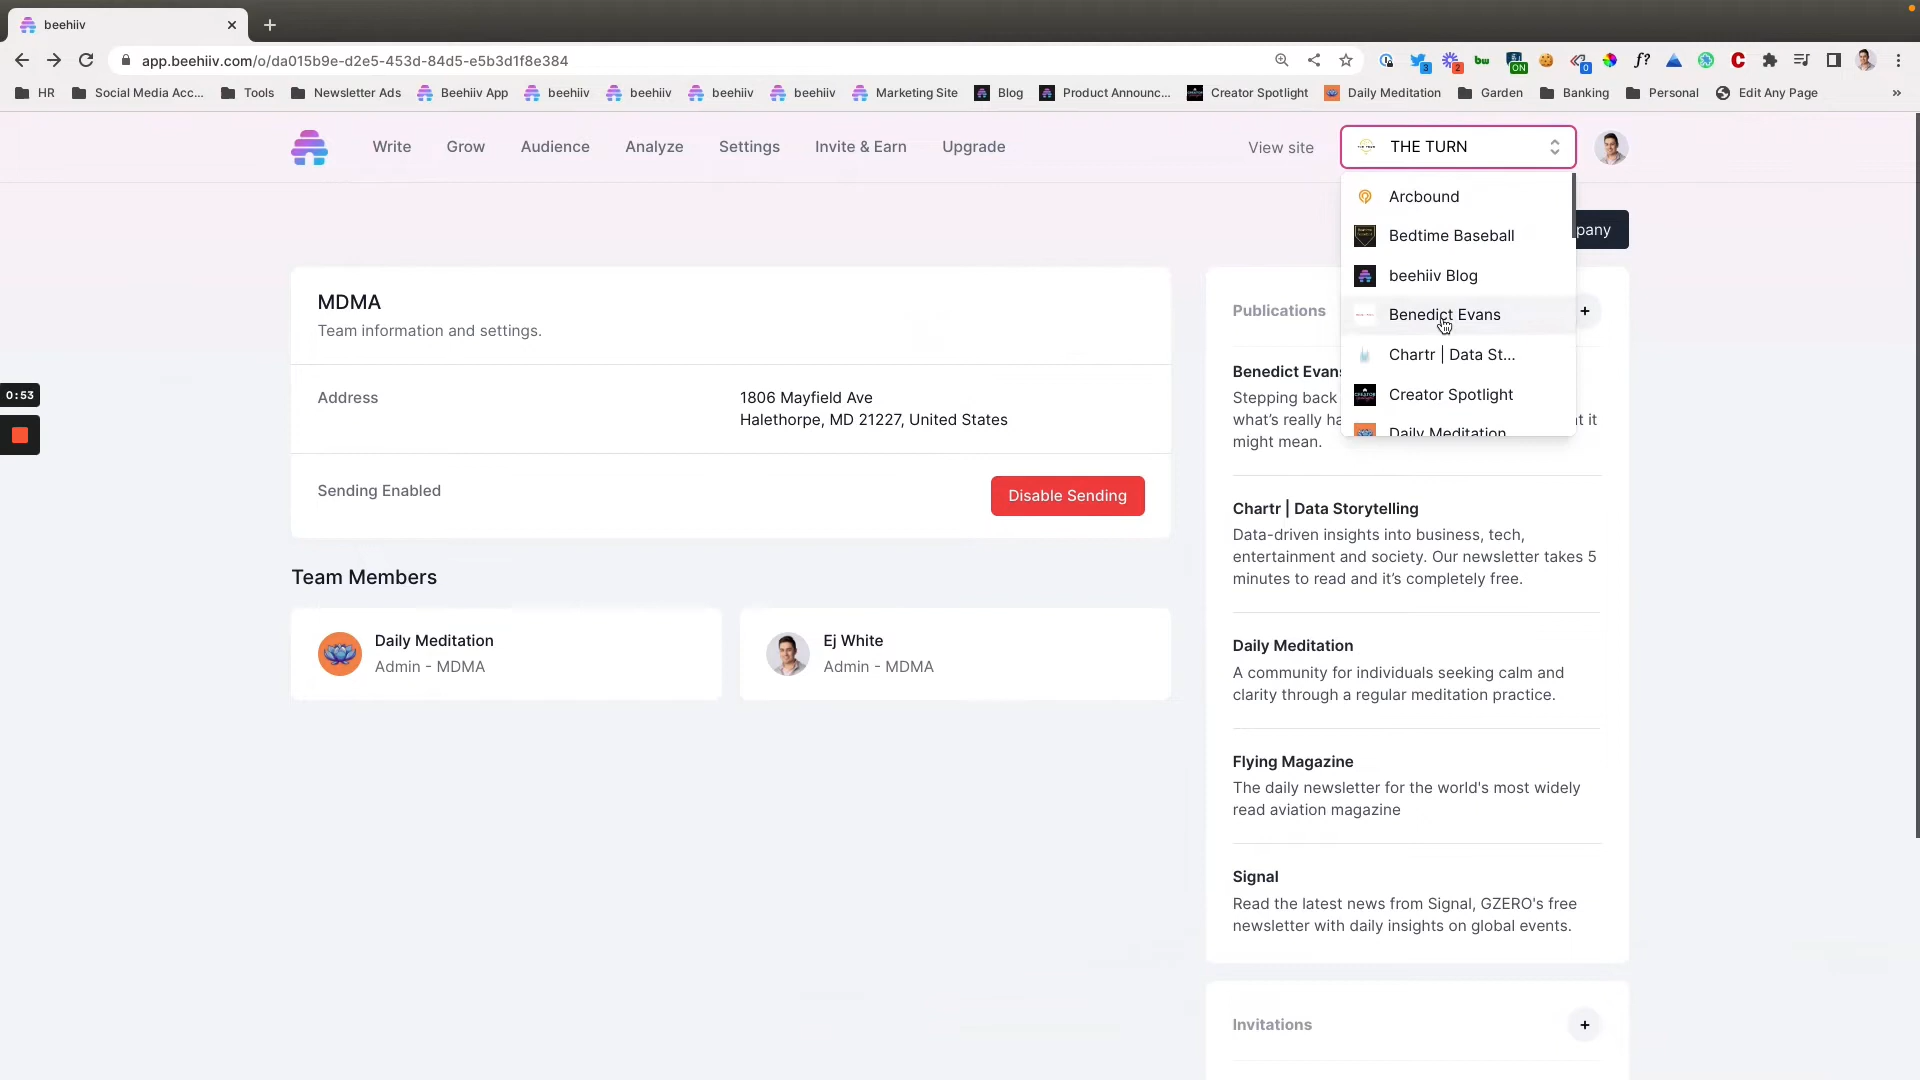 beehiiv
app.beehiiv.com/o/da015b9e-d2e5-453d-84d5-e5b3d1f8e384
3
2
bw
ON
0
f?
C
HR
Social Media Acc...
Tools
Newsletter Ads
Beehiiv App
beehiiv
beehiiv
beehiiv
beehiiv
Marketing Site
Blog
Product Announc...
Creator Spotlight
Daily Meditation
Garden
Banking
Personal
Edit Any Page
»
Write
Grow
Audience
Analyze
Settings
Invite & Earn
Upgrade
View site
THE TURN
Arcbound
Bedtime Baseball
beehiiv Blog
Benedict Evans
Chartr | Data St...
Creator Spotlight
Daily Meditation
pany
MDMA
Team information and settings.
Address
1806 Mayfield Ave
Halethorpe, MD 21227, United States
Sending Enabled
Disable Sending
0:53
Team Members
Daily Meditation
Admin - MDMA
Ej White
Admin - MDMA
Publications
+
Benedict Evans
Stepping back
what's really ha
at it
might mean.
Chartr | Data Storytelling
Data-driven insights into business, tech,
entertainment and society. Our newsletter takes 5
minutes to read and it's completely free.
Daily Meditation
A community for individuals seeking calm and
clarity through a regular meditation practice.
Flying Magazine
The daily newsletter for the world's most widely
read aviation magazine
Signal
Read the latest news from Signal, GZERO's free
newsletter with daily insights on global events.
Invitations
+